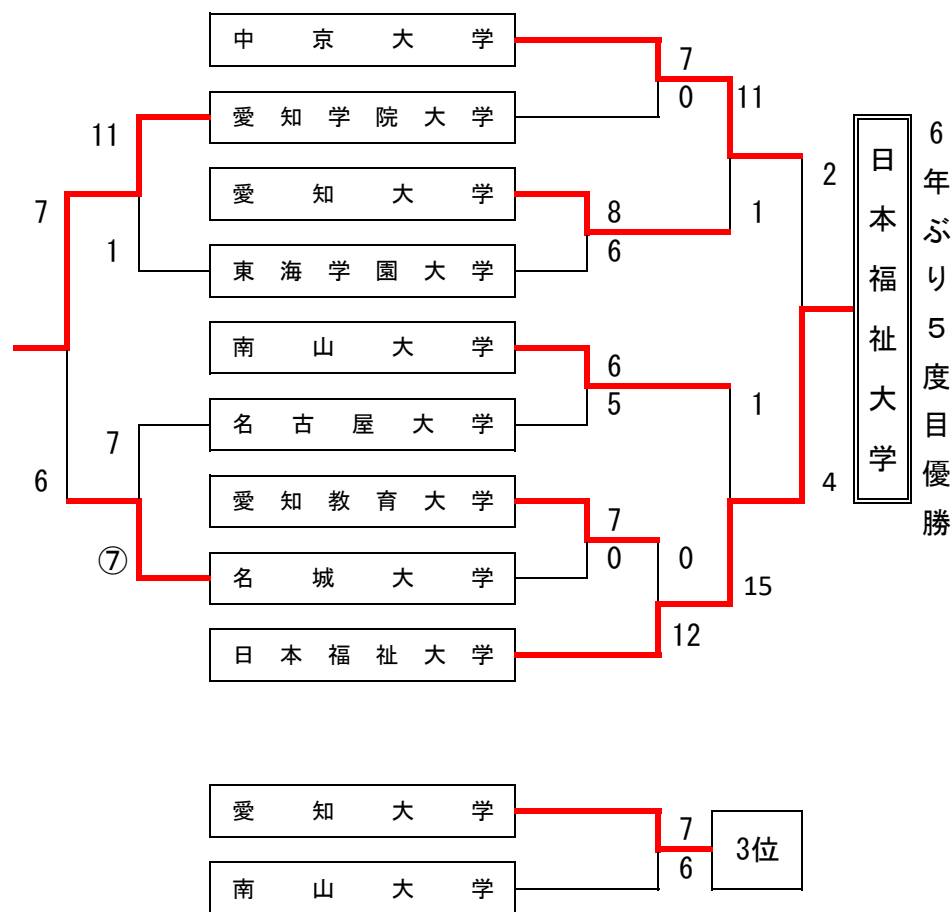 中京大学
7
0
11
愛知学院大学
11
愛知大学
7
8
2
1
1
6
東海学園大学
南山大学
6
5
1
名古屋大学
7
6
4
愛知教育大学
7
0
0
⑦
名城大学
15
12
日本福祉大学
日本福祉大学
6年ぶり5度目優勝
愛知大学
7
6
3位
南山大学